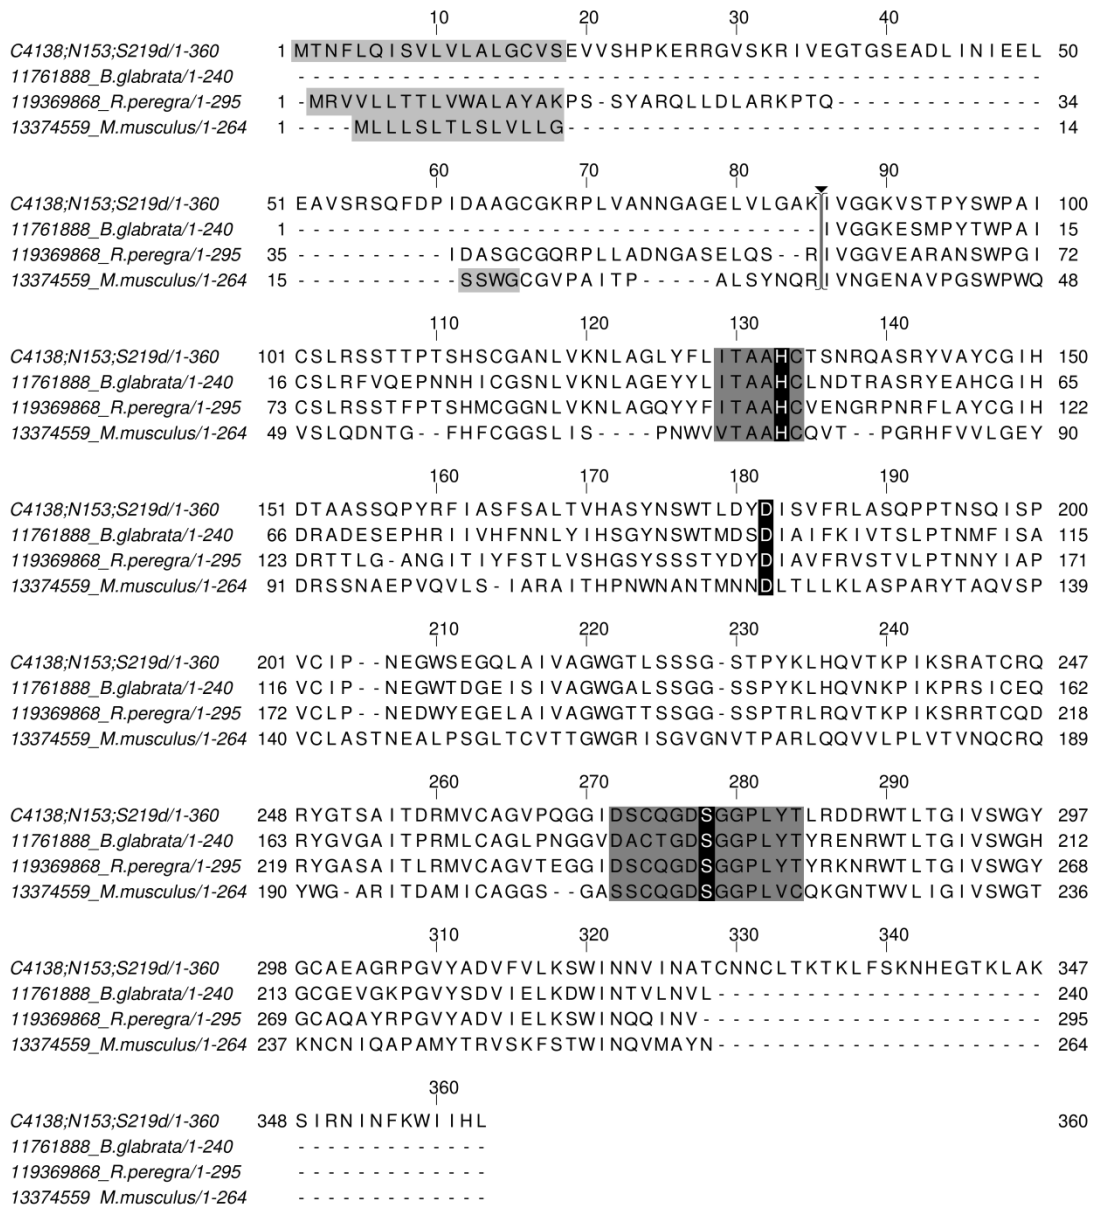 10 20 30 40
C4138;N153;S219d/1-360 1 MTNFLQISVLVLALGCVSEVVSHPKERRGVSKRIVEGTGSEADLINIEEL 50
11761888_B.glabrata/1-240 --------------------------------------------------
119369868_R.peregra/1-295 1 -MRVVLLTTLVWALAYAKPS-SYARQLLDLARKPTQ-------------- 34
13374559_M.musculus/1-264 1 ----MLLLSLTLSLVLLG-------------------------------- 14
60 70 80 90
C4138;N153;S219d/1-360 51 EAVSRSQFDPIDAAGCGKRPLVANNGAGELVLGAKIVGGKVSTPYSWPAI 100
11761888_B.glabrata/1-240 1 -----------------------------------IVGGKESMPYTWPAI 15
119369868_R.peregra/1-295 35 ----------IDASGCGQRPLLADNGASELQS--RIVGGVEARANSWPGI 72
13374559_M.musculus/1-264 15 -----------SSWGCGVPAITP-----ALSYNQRIVNGENAVPGSWPWQ 48
110 120 130 140
C4138;N153;S219d/1-360 101 CSLRSSTTPTSHSCGANLVKNLAGLYFLITAAHCTSNRQASRYVAYCGIH 150
11761888_B.glabrata/1-240 16 CSLRFVQEPNNHICGSNLVKNLAGEYYLITAAHCLNDTRASRYEAHCGIH 65
119369868_R.peregra/1-295 73 CSLRSSTFPTSHMCGGNLVKNLAGQYYFITAAHCVENGRPNRFLAYCGIH 122
13374559_M.musculus/1-264 49 VSLQDNTG--FHFCGGSLIS----PNWVVTAAHCQVT--PGRHFVVLGEY 90
160 170 180 190
C4138;N153;S219d/1-360 151 DTAASSQPYRFIASFSALTVHASYNSWTLDYDISVFRLASQPPTNSQISP 200
11761888_B.glabrata/1-240 66 DRADESEPHRIIVHFNNLYIHSGYNSWTMDSDIAIFKIVTSLPTNMFISA 115
119369868_R.peregra/1-295 123 DRTTLG-ANGITIYFSTLVSHGSYSSSTYDYDIAVFRVSTVLPTNNYIAP 171
13374559_M.musculus/1-264 91 DRSSNAEPVQVLS-IARAITHPNWNANTMNNDLTLLKLASPARYTAQVSP 139
210 220 230 240
C4138;N153;S219d/1-360 201 VCIP--NEGWSEGQLAIVAGWGTLSSSG-STPYKLHQVTKPIKSRATCRQ 247
11761888_B.glabrata/1-240 116 VCIP--NEGWTDGEISIVAGWGALSSGG-SSPYKLHQVNKPIKPRSICEQ 162
119369868_R.peregra/1-295 172 VCLP--NEDWYEGELAIVAGWGTTSSGG-SSPTRLRQVTKPIKSRRTCQD 218
13374559_M.musculus/1-264 140 VCLASTNEALPSGLTCVTTGWGRISGVGNVTPARLQQVVLPLVTVNQCRQ 189
260 270 280 290
C4138;N153;S219d/1-360 248 RYGTSAITDRMVCAGVPQGGIDSCQGDSGGPLYTLRDDRWTLTGIVSWGY 297
11761888_B.glabrata/1-240 163 RYGVGAITPRMLCAGLPNGGVDACTGDSGGPLYTYRENRWTLTGIVSWGH 212
119369868_R.peregra/1-295 219 RYGASAITLRMVCAGVTEGGIDSCQGDSGGPLYTYRKNRWTLTGIVSWGY 268
13374559_M.musculus/1-264 190 YWG-ARITDAMICAGGS--GASSCQGDSGGPLVCQKGNTWVLIGIVSWGT 236
310 320 330 340
C4138;N153;S219d/1-360 298 GCAEAGRPGVYADVFVLKSWINNVINATCNNCLTKTKLFSKNHEGTKLAK 347
11761888_B.glabrata/1-240 213 GCGEVGKPGVYSDVIELKDWINTVLNVL---------------------- 240
119369868_R.peregra/1-295 269 GCAQAYRPGVYADVIELKSWINQQINV----------------------- 295
13374559_M.musculus/1-264 237 KNCNIQAPAMYTRVSKFSTWINQVMAYN---------------------- 264
360
C4138;N153;S219d/1-360 348 SIRNINFKWIIHL 360
11761888_B.glabrata/1-240 -------------
119369868_R.peregra/1-295 -------------
13374559 M.musculus/1-264 -------------